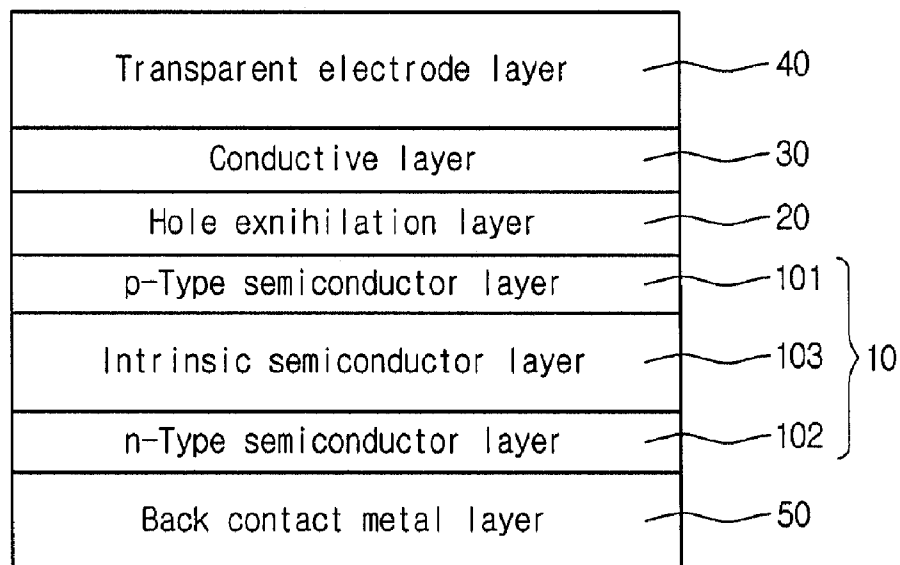 Transparent electrode layer 40
Conductive layer 30
Hole exnihilation layer 20
p-Type semiconductor layer 101
Intrinsic semiconductor layer 103 10
n-Type semiconductor layer 102
Back contact metal layer 50